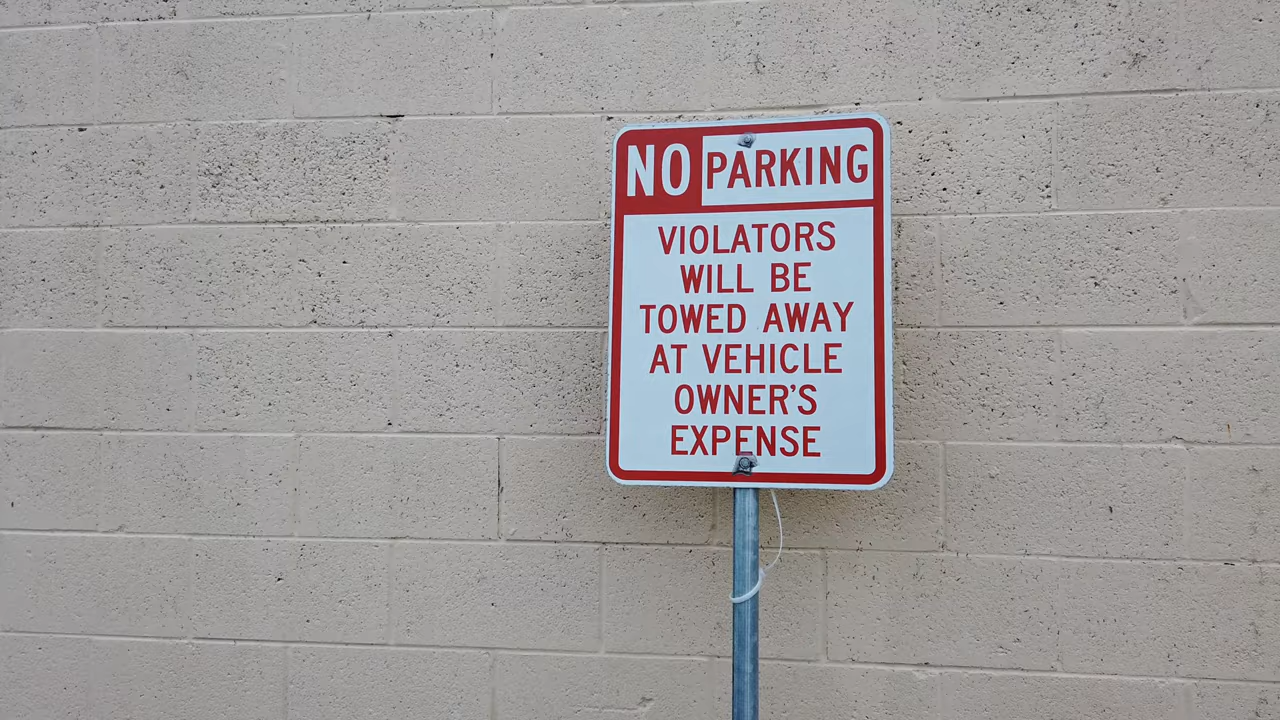 NO PARKING
VIOLATORS
WILL BE
TOWED AWAY
AT VEHICLE
OWNER'S
EXPENSE